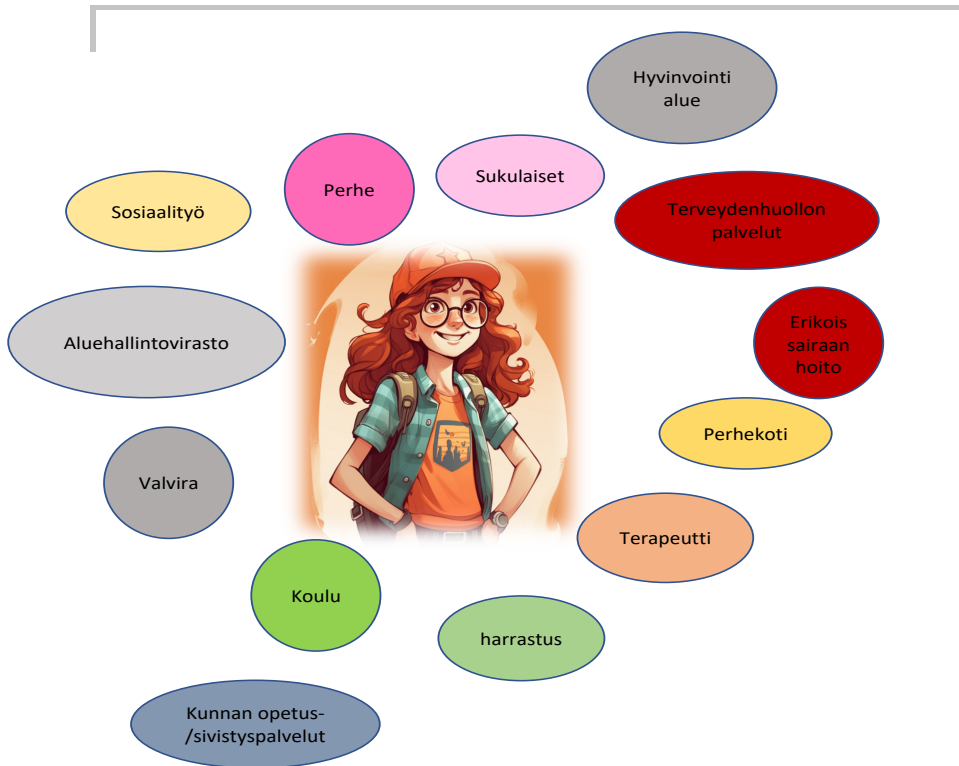 Hyvinvointi
alue
Perhe
Sukulaiset
Sosiaalityö
Terveydenhuollon
palvelut
Aluehallintovirasto
Erikois
sairaan
hoito
Perhekoti
Valvira
Terapeutti
Koulu
harrastus
Kunnan opetus-
/sivistyspalvelut